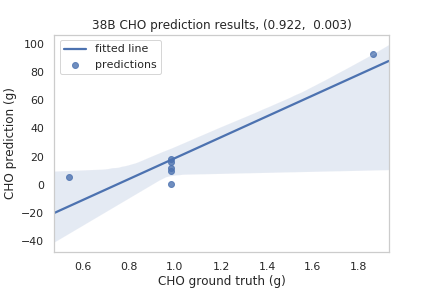 38B CHO prediction results, (0.922,  0.003)
fitted line
predictions
CHO prediction (g)
100
80
60
40
20
0
−20
−40
0.6 0.8 1.0 1.2 1.4 1.6 1.8
CHO ground truth (g)